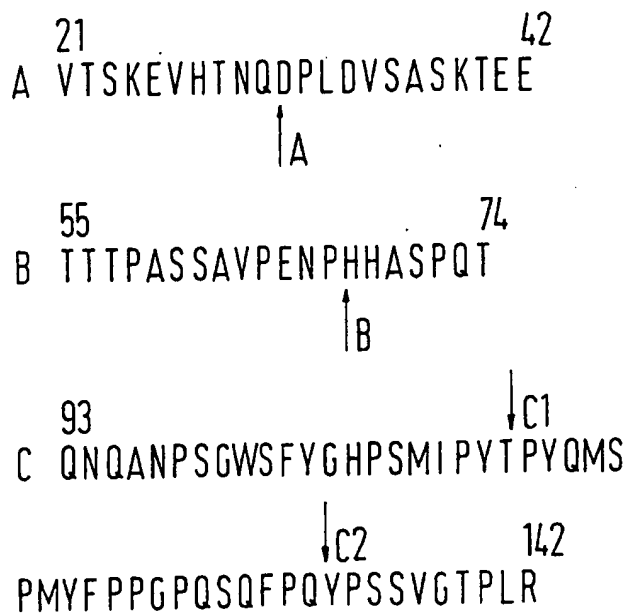 21 42
A VTSKEVHTNQDPLDVSASKTEE
A
55 74
B TTTPASSAVPENPHHASPQT
B
93 C1
C QNQANPSGWSFYGHPSMIPYTPYQMS
C2 142
PMYFPPGPQSQFPQYPSSVGTPLR